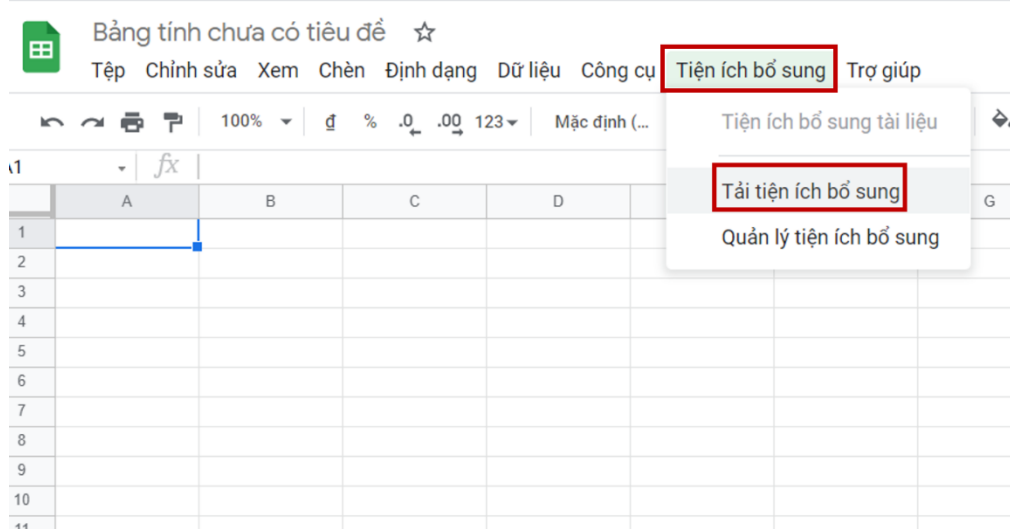 Bảng tính chưa có tiêu đề
Tệp Chỉnh sửa Xem Chèn Định dạng Dữ liệu Công cụ Tiện ích bổ sung Trợ giúp
100% ₫ % .0 .00 123 Mặc định (...
Tiện ích bổ sung tài liệu
fx
Tải tiện ích bổ sung
Quản lý tiện ích bổ sung
A B C D G
1
2
3
4
5
6
7
8
9
10